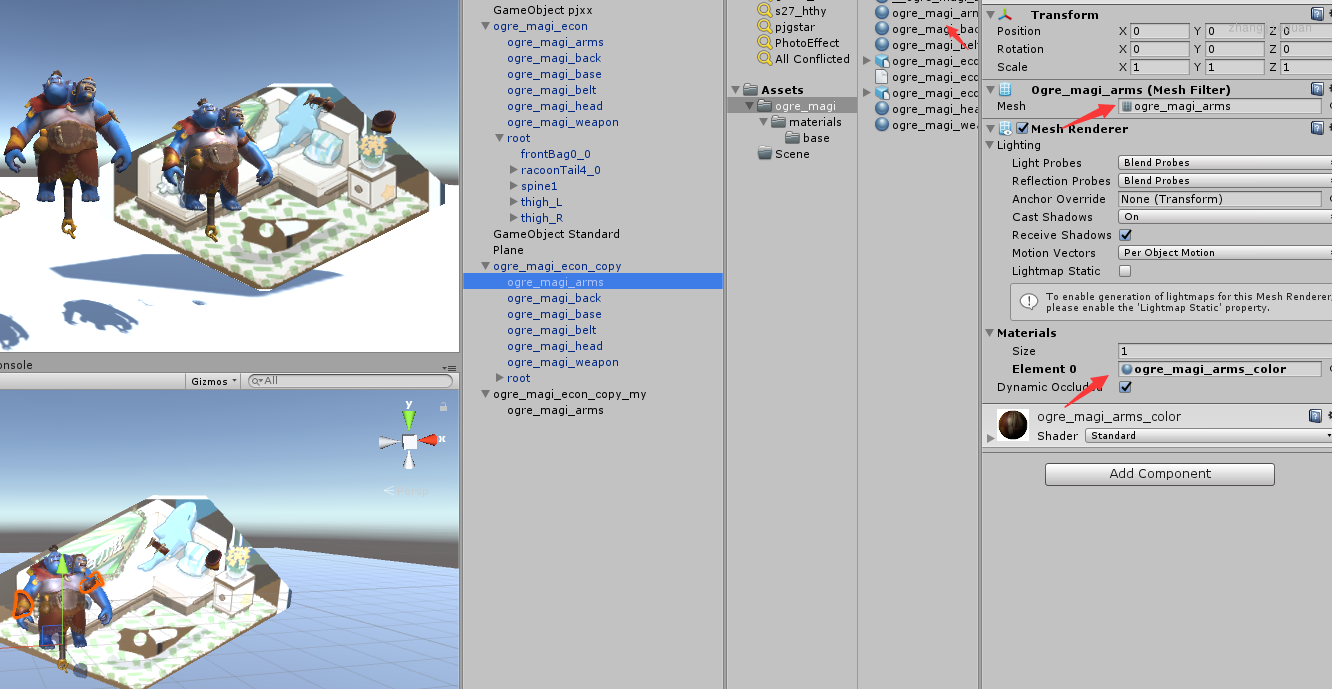 onsole
Gizmos
All
y
x
GameObject pjxx
ogre_magi_econ
ogre_magi_arms
ogre_magi_back
ogre_magi_base
ogre_magi_belt
ogre_magi_head
ogre_magi_weapon
root
frontBag0_0
racoonTail4_0
spine1
thigh_L
thigh_R
GameObject Standard
Plane
ogre_magi_econ_copy
ogre_magi_arms
ogre_magi_back
ogre_magi_base
ogre_magi_belt
ogre_magi_head
ogre_magi_weapon
root
ogre_magi_econ_copy_my
ogre_magi_arms
s27_hthy
pjgstar
PhotoEffect
All Conflicted
Assets
ogre_magi
materials
base
Scene
ogre_magi_arm
ogre_magi_bac
ogre_magi_bel
ogre_magi_eco
ogre_magi_eco
ogre_magi_eco
ogre_magi_hea
ogre_magi_wea
Transform
Position X 0 Y 0 Z 0
Rotation X 0 Y 0 Z 0
Scale X 1 Y 1 Z 1
Ogre_magi_arms (Mesh Filter)
Mesh ogre_magi_arms
Mesh Renderer
Lighting
Light Probes Blend Probes
Reflection Probes Blend Probes
Anchor Override None (Transform)
Cast Shadows On
Receive Shadows
Motion Vectors Per Object Motion
Lightmap Static
To enable generation of lightmaps for this Mesh Renderer,
please enable the 'Lightmap Static' property.
Materials
Size 1
Element 0 ogre_magi_arms_color
Dynamic Occluded
ogre_magi_arms_color
Shader Standard
Add Component